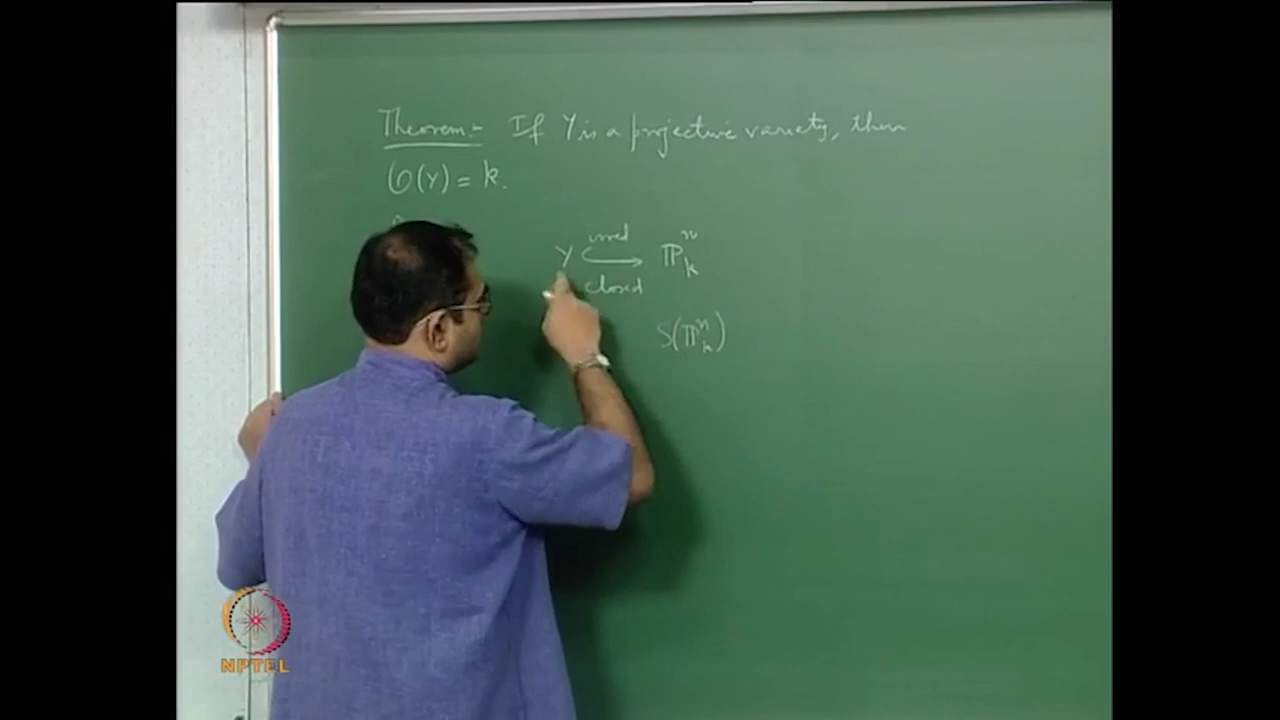 Theorem:- If Y is a projective variety, then
O(Y) = k.
irred
Y ↪ ℙⁿₖ
closed
S(ℙⁿₖ)
NPTEL